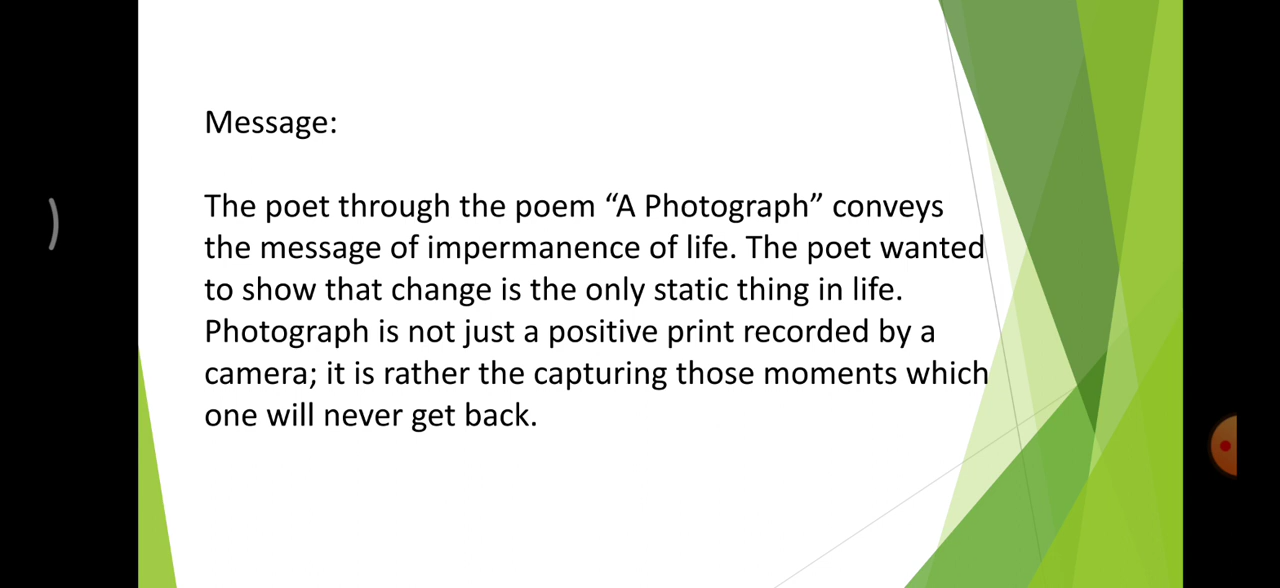 Message:
The poet through the poem “A Photograph” conveys
the message of impermanence of life. The poet wanted
to show that change is the only static thing in life.
Photograph is not just a positive print recorded by a
camera; it is rather the capturing those moments which
one will never get back.